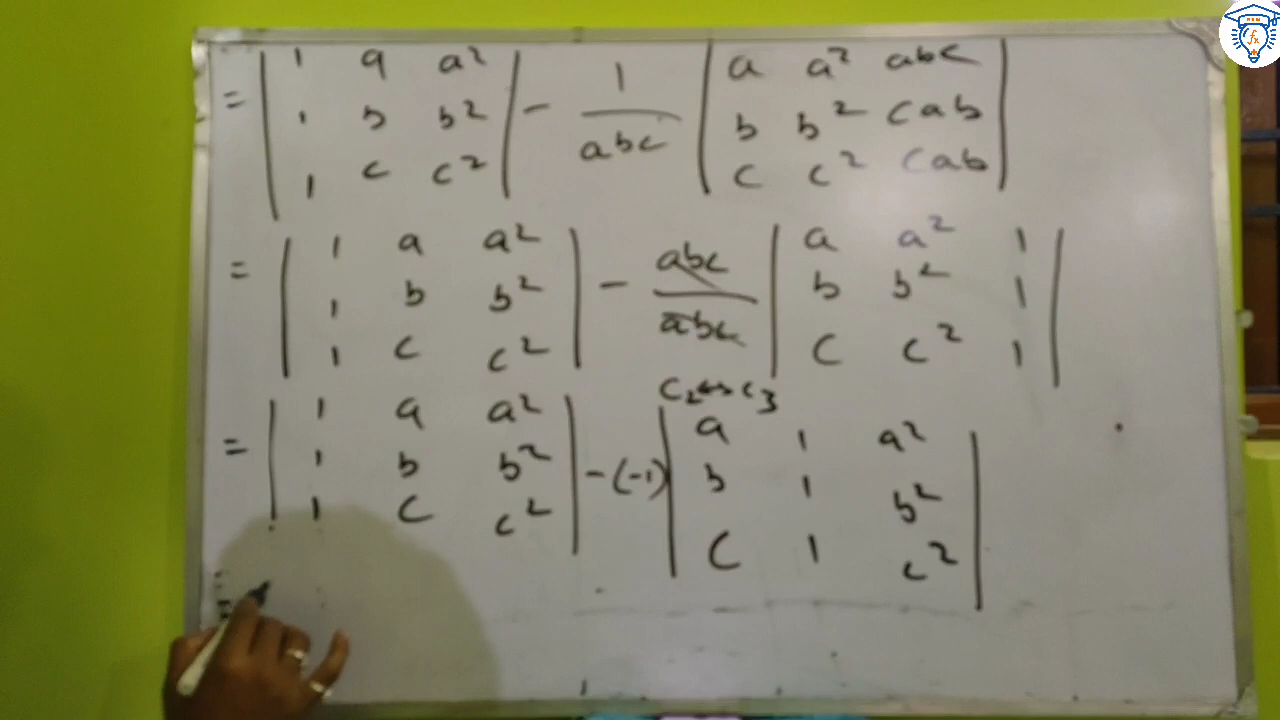 = | 1 a a² | - 1 | a a² abc |
| 1 b b² | abc | b b² cab |
| 1 c c² | | c c² cab |
= | 1 a a² | - abc | a a² 1 |
| 1 b b² | abc | b b² 1 |
| 1 c c² | | c c² 1 |
C₂↔C₃
= | 1 a a² | -(-1) | a 1 a² |
| 1 b b² | | b 1 b² |
| 1 c c² | | c 1 c² |
=